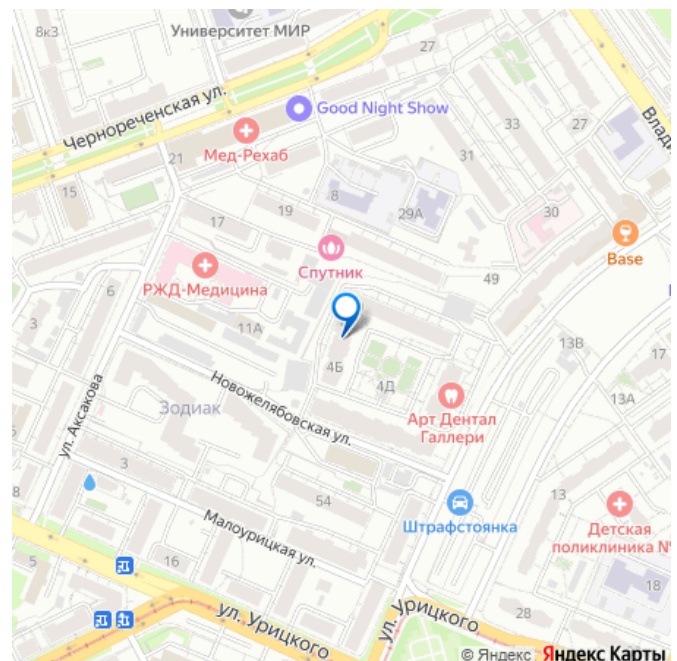 8к3
Университет МИР
27
Good Night Show
Чернореченская ул.
Мед-Рехаб
21
33
27
31
15
8
29А
30
17
19
Base
Спутник
49
РЖД-Медицина
6
3
11А
13В
17
4Б
4Д
13А
Арт Дентал
Галлери
Зодиак
Новожелябовская ул.
ул. Аксакова
3
13
8
54
Штрафстоянка
Детская
поликлиника №
Малоурицкая ул.
5
16
18
28
ул. Урицкого
ул. Урицкого
© Яндекс Яндекс Карты